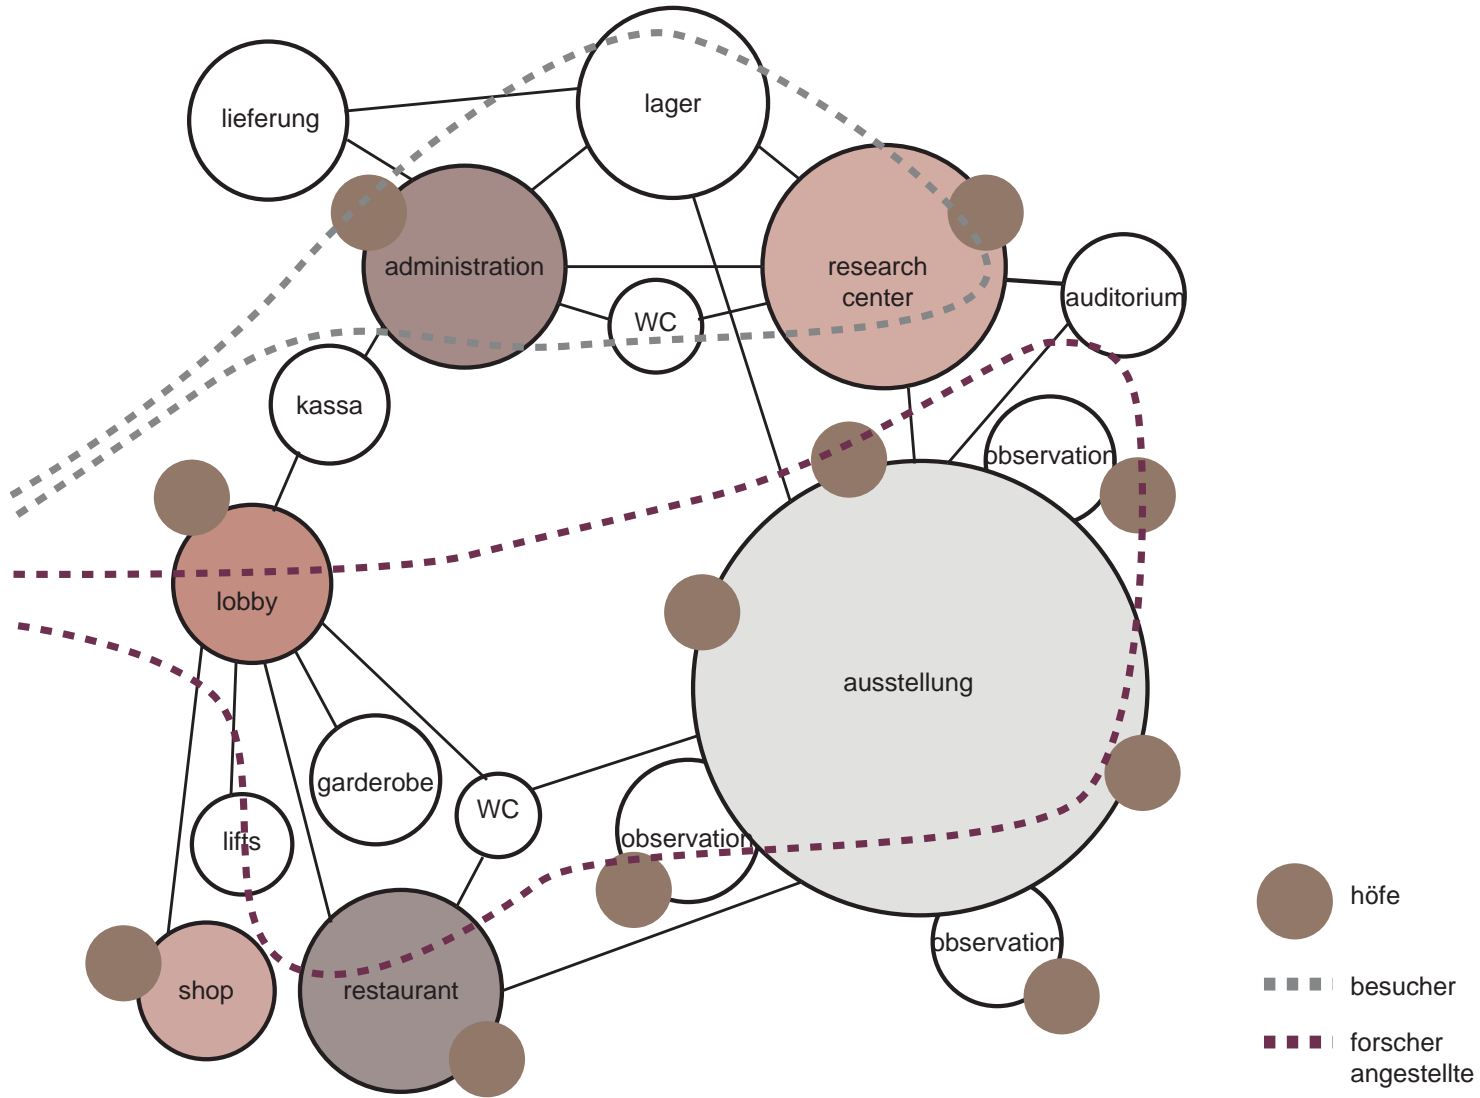 lager
lieferung
administration
research
center
auditorium
WC
kassa
observation
lobby
ausstellung
garderobe
WC
lifts
observation
höfe
observation
shop
restaurant
besucher
forscher
angestellte